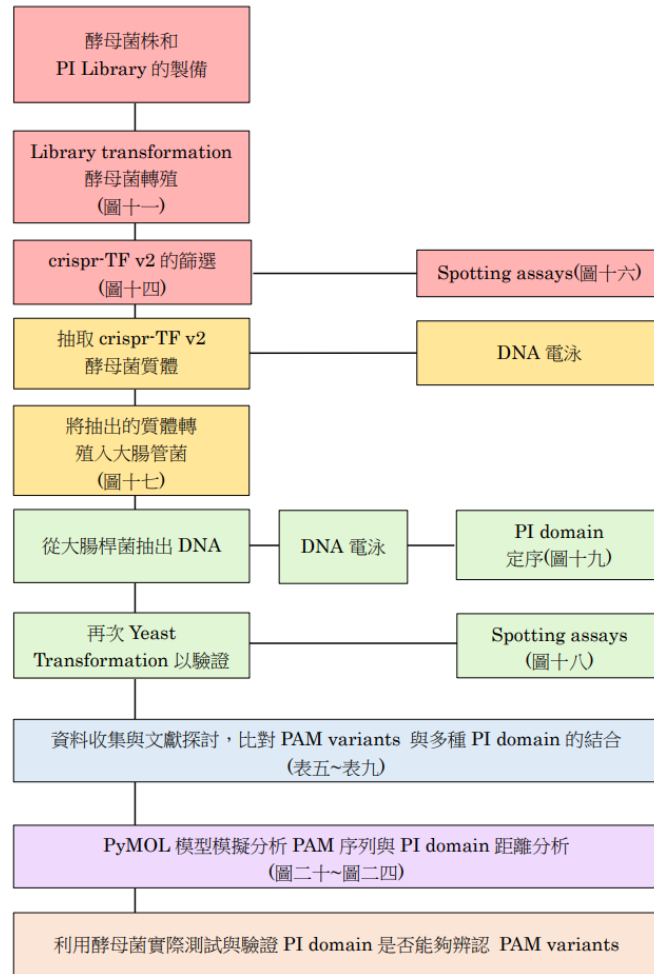 酵母菌株和
PI Library 的製備
Library transformation
酵母菌轉殖
(圖十一)
crispr-TF v2 的篩選
(圖十四)
Spotting assays(圖十六)
抽取 crispr-TF v2
酵母菌質體
DNA 電泳
將抽出的質體轉
殖入大腸管菌
(圖十七)
從大腸桿菌抽出 DNA
DNA 電泳
PI domain
定序(圖十九)
再次 Yeast
Transformation 以驗證
Spotting assays
(圖十八)
資料收集與文獻探討，比對 PAM variants 與多種 PI domain 的結合
(表五~表九)
PyMOL 模型模擬分析 PAM 序列與 PI domain 距離分析
(圖二十~圖二四)
利用酵母菌實際測試與驗證 PI domain 是否能夠辨認 PAM variants